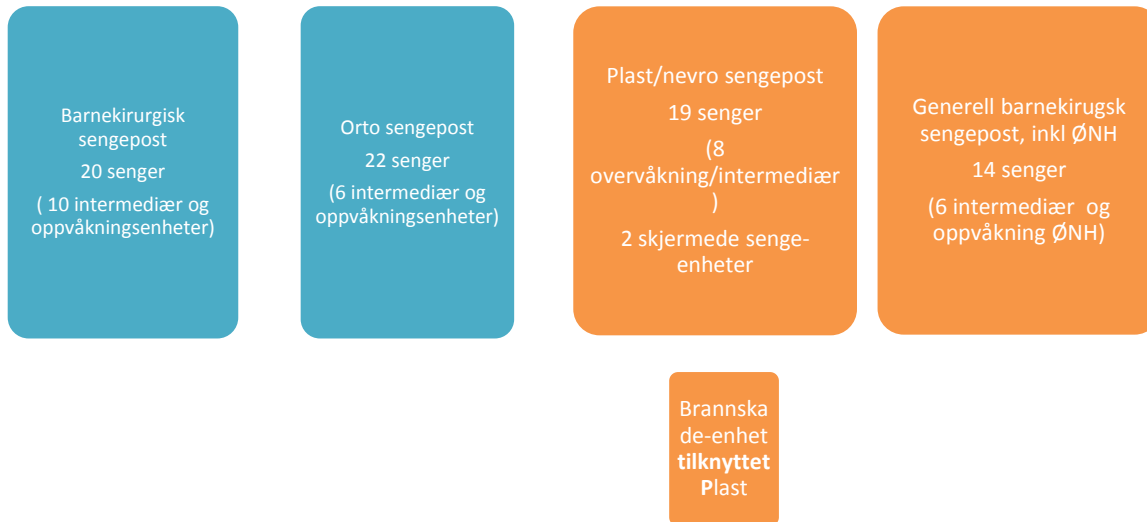 Barnekirurgisk
sengepost
20 senger
( 10 intermediær og
oppvåkningsenheter)
Orto sengepost
22 senger
(6 intermediær og
oppvåkningsenheter)
Plast/nevro sengepost
19 senger
(8
overvåkning/intermediær
)
2 skjermede senge-
enheter
Generell barnekirugsk
sengepost, inkl ØNH
14 senger
(6 intermediær  og
oppvåkning ØNH)
Brannska
de-enhet
tilknyttet
Plast